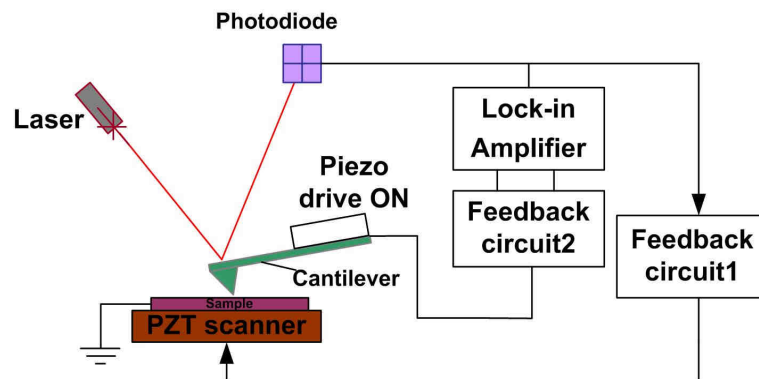 Photodiode
Laser
Lock-in
Amplifier
Piezo
drive ON
Feedback
circuit2
Feedback
circuit1
Cantilever
Sample
PZT scanner